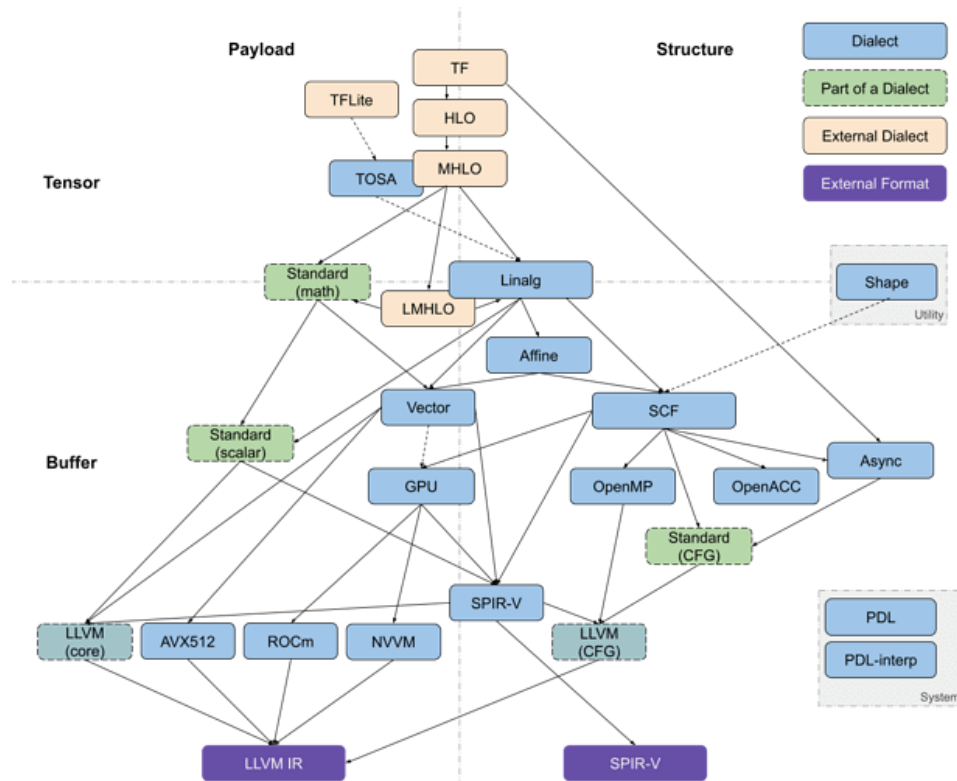 Payload
Structure
TF
Dialect
TFLite
Part of a Dialect
HLO
External Dialect
TOSA
MHLO
Tensor
External Format
Standard
(math)
Linalg
Shape
LMHLO
Utility
Affine
Vector
SCF
Standard
(scalar)
Buffer
Async
GPU
OpenMP
OpenACC
Standard
(CFG)
SPIR-V
PDL
LLVM
(core)
AVX512
ROCm
NVVM
LLVM
(CFG)
PDL-interp
System
LLVM IR
SPIR-V